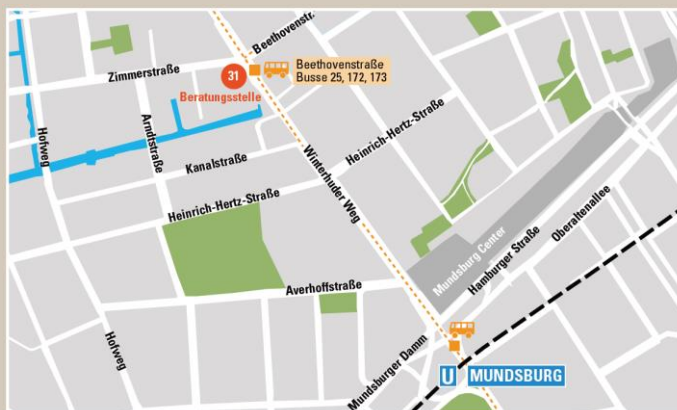 Beethovenstr.
Zimmerstraße
31
Beethovenstraße
Busse 25, 172, 173
Beratungsstelle
Hofweg
Arndtstraße
Kanalstraße
Winterhuder Weg
Heinrich-Hertz-Straße
Heinrich-Hertz-Straße
Oberaltenallee
Mundsburg Center
Hamburger Straße
Averhoffstraße
Hofweg
Mundsburger Damm
U MUNDSBURG